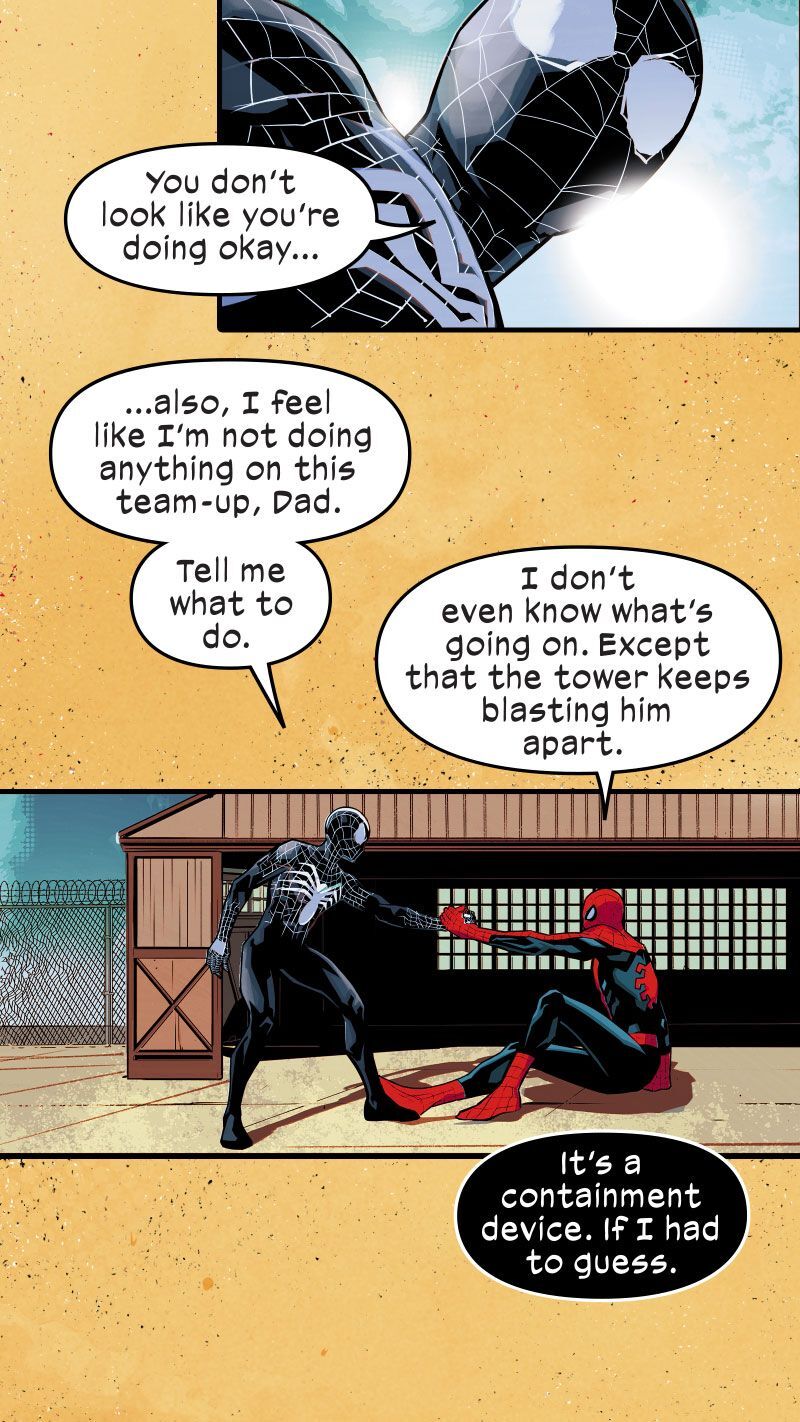 You don't
look like you're
doing okay...
...also, I feel
like I'm not doing
anything on this
team-up, Dad.
Tell me
what to
do.
I don't
even know what's
going on. Except
that the tower keeps
blasting him
apart.
It's a
containment
device. If I had
to guess.